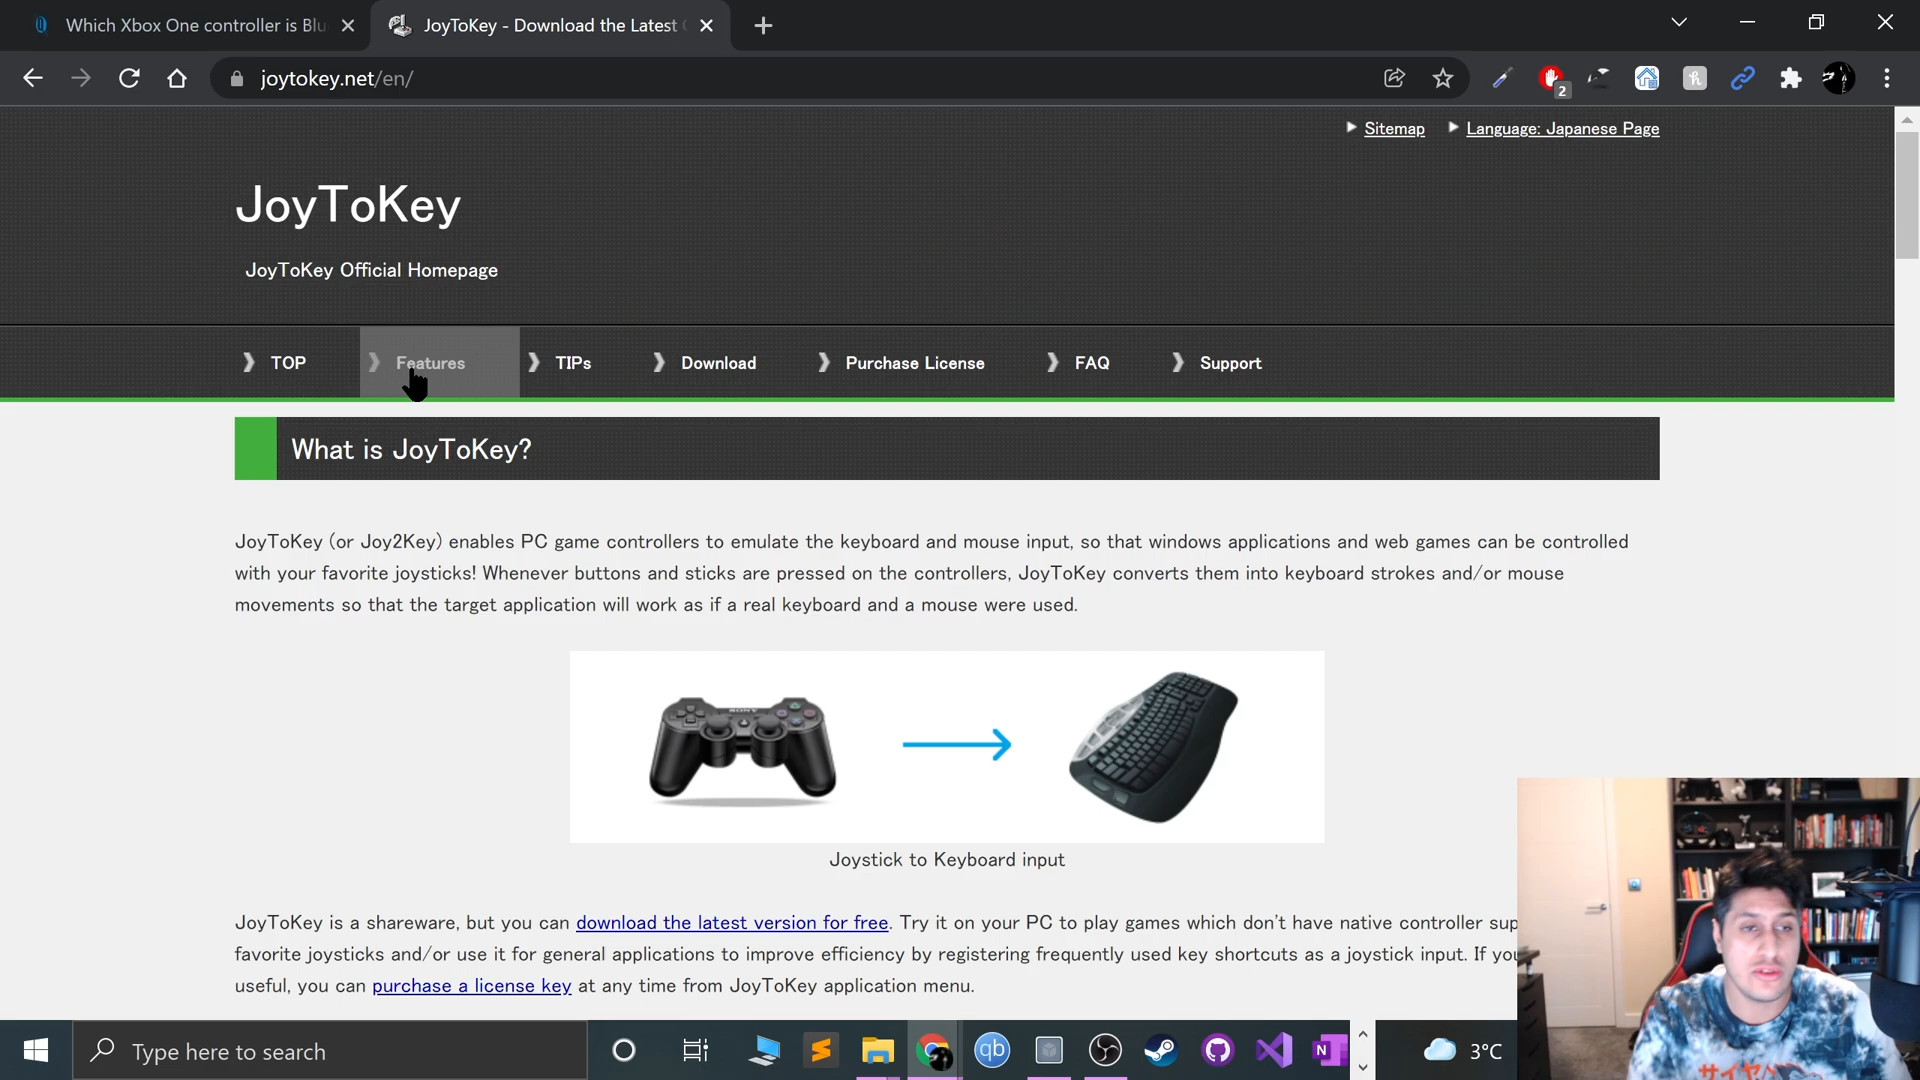 Which Xbox One controller is Blu
JoyToKey - Download the Latest
joytokey.net/en/
2
Sitemap
Language: Japanese Page
JoyToKey
JoyToKey Official Homepage
TOP
Features
TIPs
Download
Purchase License
FAQ
Support
What is JoyToKey?
JoyToKey (or Joy2Key) enables PC game controllers to emulate the keyboard and mouse input, so that windows applications and web games can be controlled
with your favorite joysticks! Whenever buttons and sticks are pressed on the controllers, JoyToKey converts them into keyboard strokes and/or mouse
movements so that the target application will work as if a real keyboard and a mouse were used.
SONY
Joystick to Keyboard input
JoyToKey is a shareware, but you can download the latest version for free. Try it on your PC to play games which don't have native controller sup
favorite joysticks and/or use it for general applications to improve efficiency by registering frequently used key shortcuts as a joystick input. If you
useful, you can purchase a license key at any time from JoyToKey application menu.
Type here to search
qb
N
3°C
サイヤ